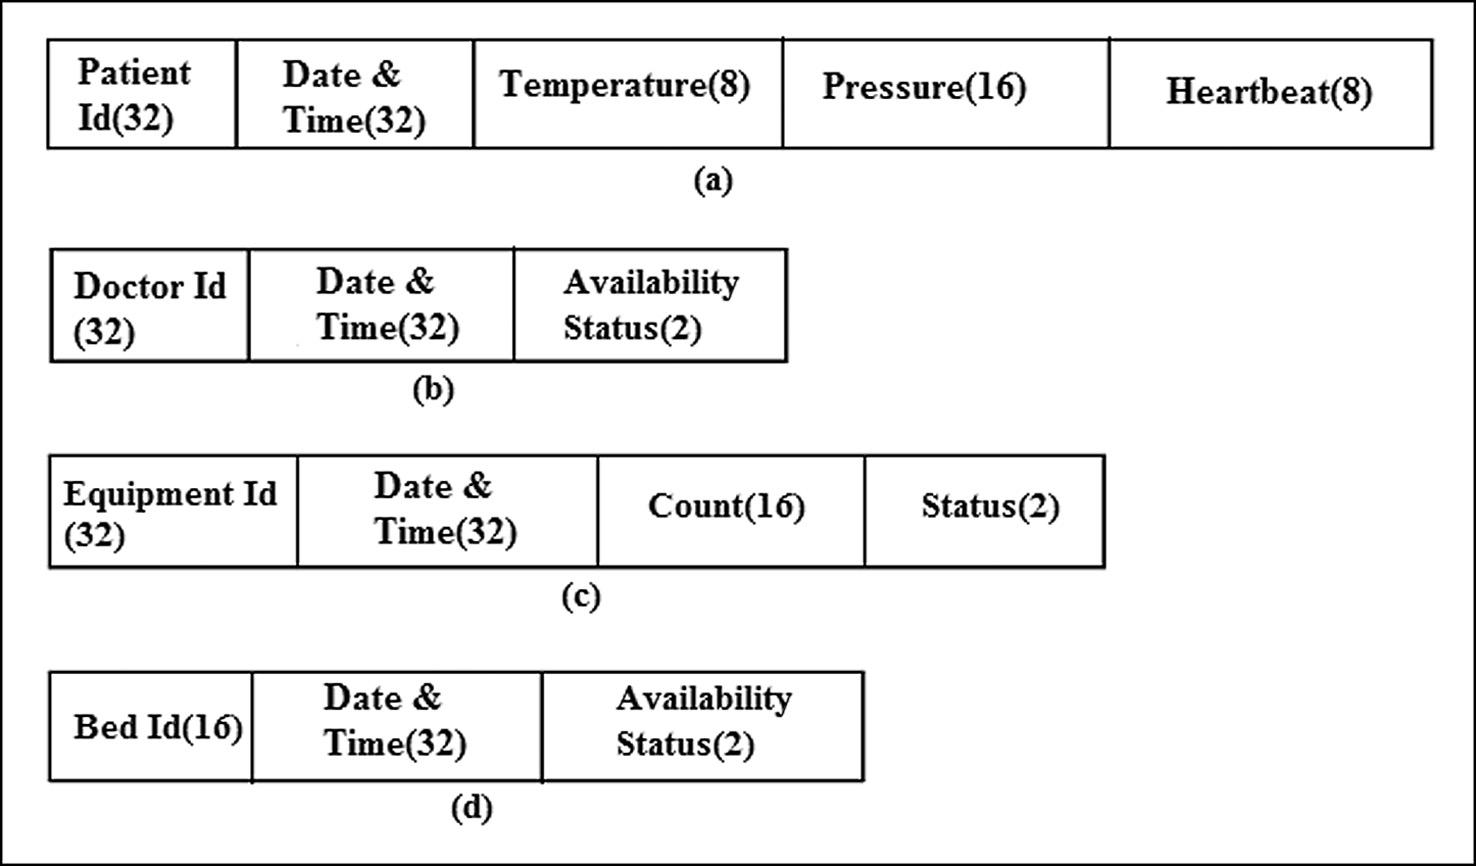 Patient
Id(32)
Date &
Time(32)
Temperature(8)
Pressure(16)
Heartbeat(8)
(a)
Doctor Id
(32)
Date &
Time(32)
Availability
Status(2)
(b)
Equipment Id
(32)
Date &
Time(32)
Count(16)
Status(2)
(c)
Bed Id(16)
Date &
Time(32)
Availability
Status(2)
(d)